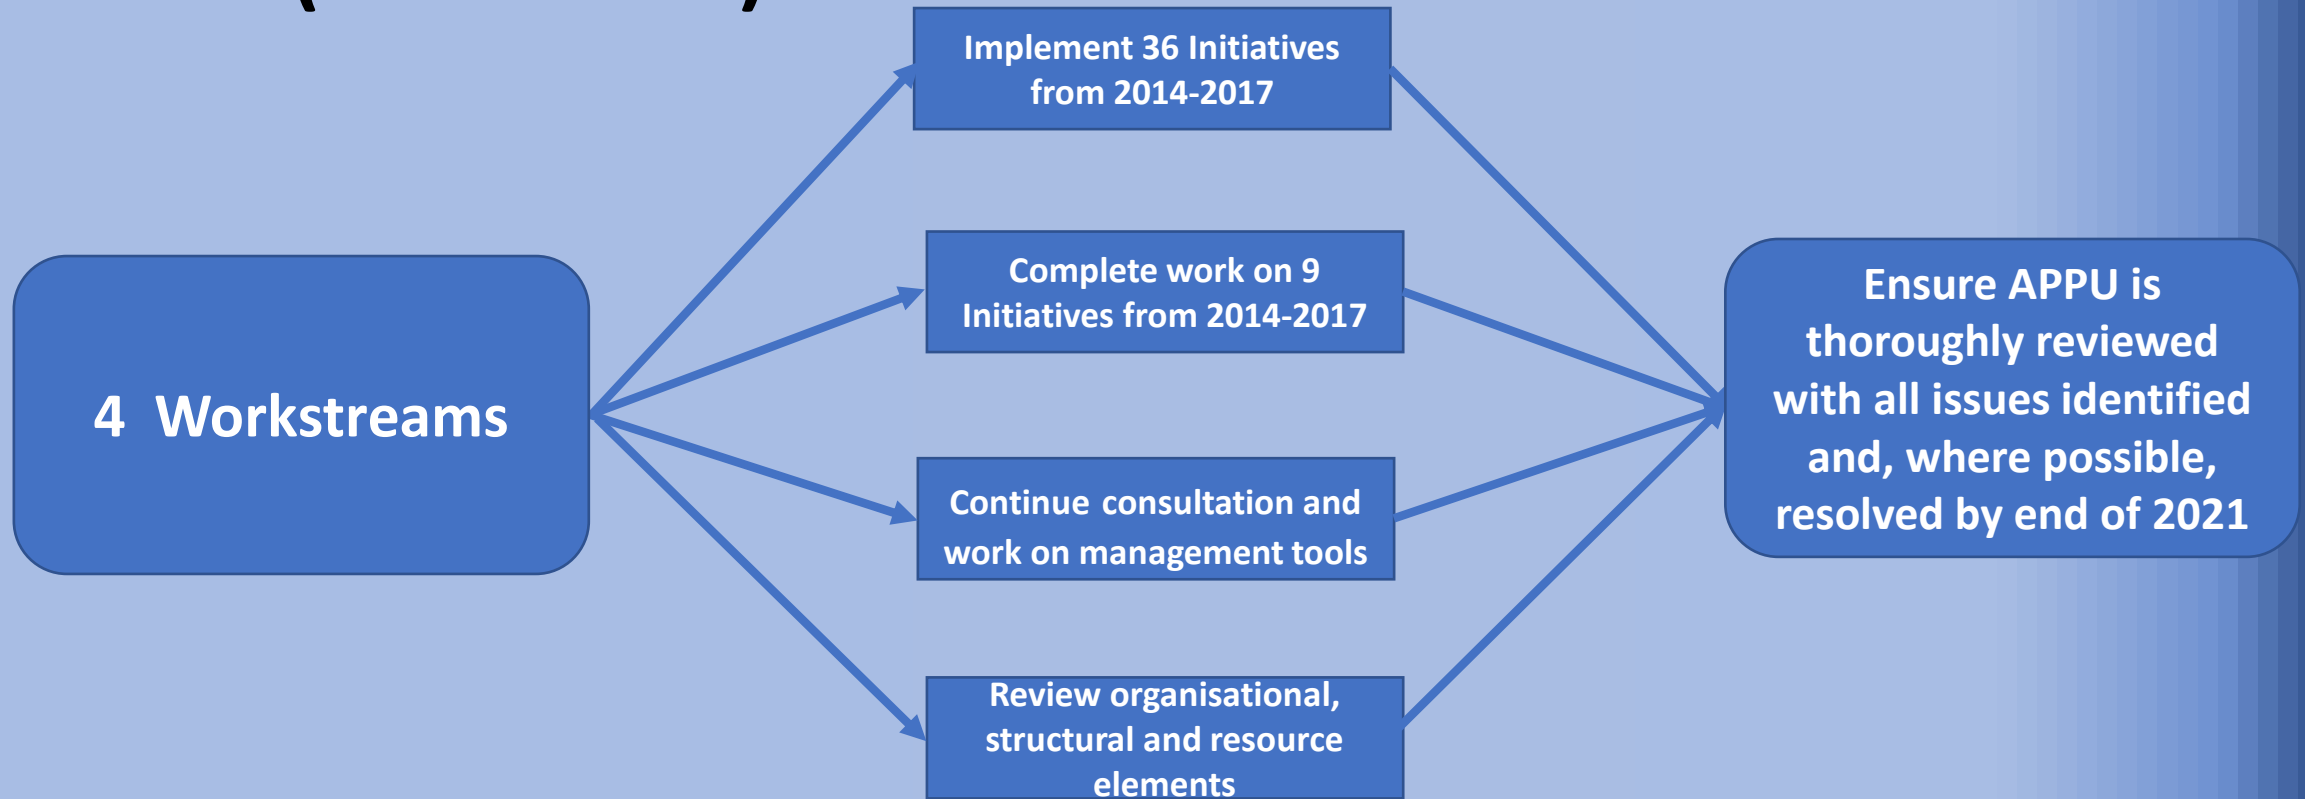 Implement 36 Initiatives
from 2014-2017
Complete work on 9
Initiatives from 2014-2017
4 Workstreams
Continue consultation and
work on management tools
Review organisational,
structural and resource
elements
Ensure APPU is
thoroughly reviewed
with all issues identified
and, where possible,
resolved by end of 2021